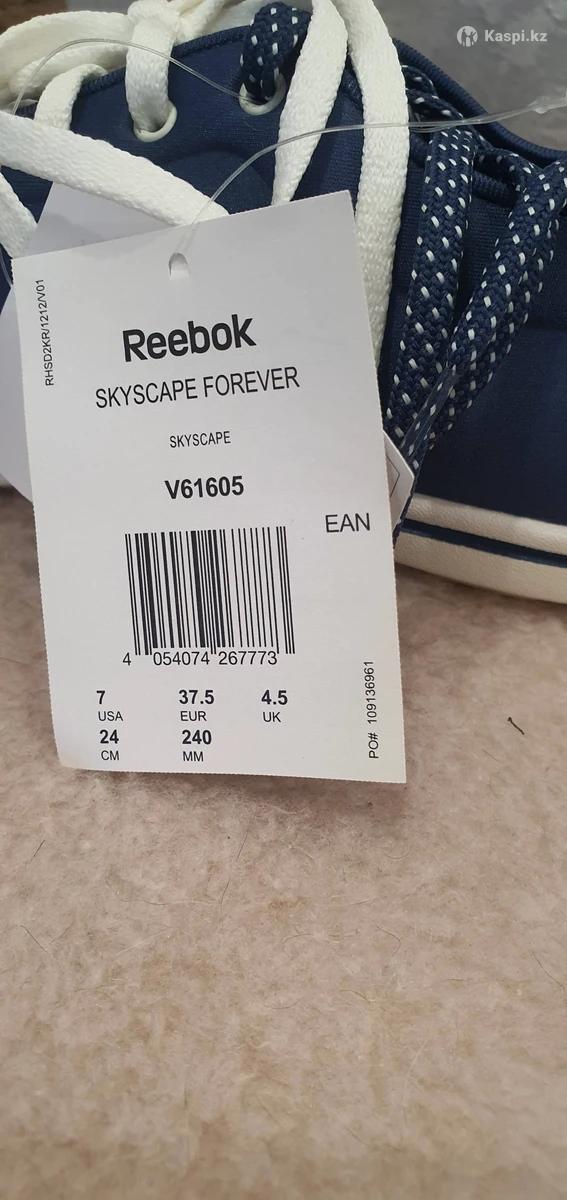 Kaspi.kz
RHSD2KR/1212/V01
Reebok
SKYSCAPE FOREVER
SKYSCAPE
V61605
EAN
4 054074 267773
7 37.5 4.5
USA EUR UK
24 240
CM MM
PO# 109136961